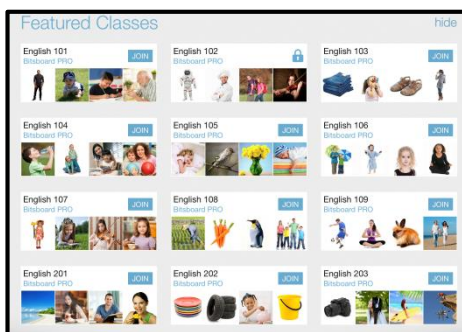 Featured Classes hide
English 101 JOIN
Bitsboard PRO
English 102
Bitsboard PRO
English 103 JOIN
Bitsboard PRO
English 104 JOIN
Bitsboard PRO
English 105 JOIN
Bitsboard PRO
English 106 JOIN
Bitsboard PRO
English 107 JOIN
Bitsboard PRO
English 108 JOIN
Bitsboard PRO
English 109 JOIN
Bitsboard PRO
English 201 JOIN
Bitsboard PRO
English 202 JOIN
Bitsboard PRO
English 203 JOIN
Bitsboard PRO